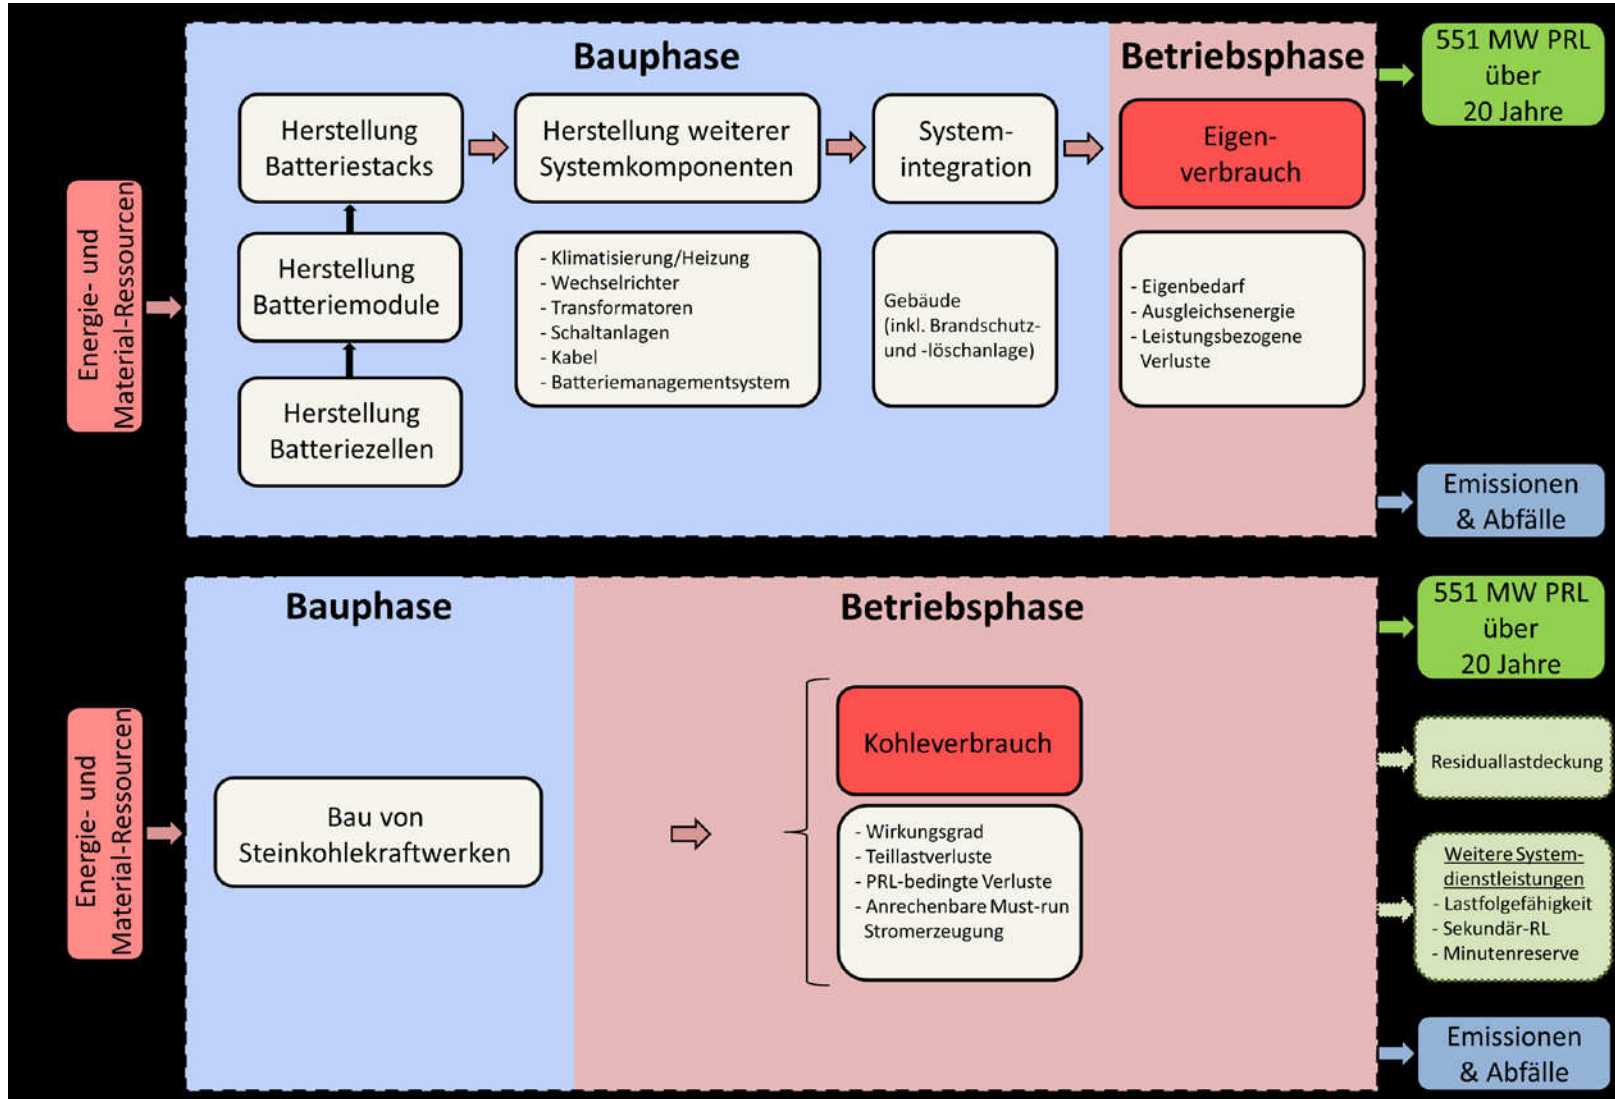 Bauphase
Betriebsphase
551 MW PRL
über
20 Jahre
Energie- und
Material-Ressourcen
Herstellung
Batteriestacks
Herstellung weiterer
Systemkomponenten
System-
integration
Eigen-
verbrauch
Herstellung
Batteriemodule
Herstellung
Batteriezellen
- Klimatisierung/Heizung
- Wechselrichter
- Transformatoren
- Schaltanlagen
- Kabel
- Batteriemanagementsystem
Gebäude
(inkl. Brandschutz-
und -löschanlage)
- Eigenbedarf
- Ausgleichsenergie
- Leistungsbezogene
Verluste
Emissionen
& Abfälle
Bauphase
Betriebsphase
551 MW PRL
über
20 Jahre
Energie- und
Material-Ressourcen
Bau von
Steinkohlekraftwerken
Kohleverbrauch
- Wirkungsgrad
- Teillastverluste
- PRL-bedingte Verluste
- Anrechenbare Must-run
Stromerzeugung
Residuallastdeckung
Weitere System-
dienstleistungen
- Lastfolgefähigkeit
- Sekundär-RL
- Minutenreserve
Emissionen
& Abfälle